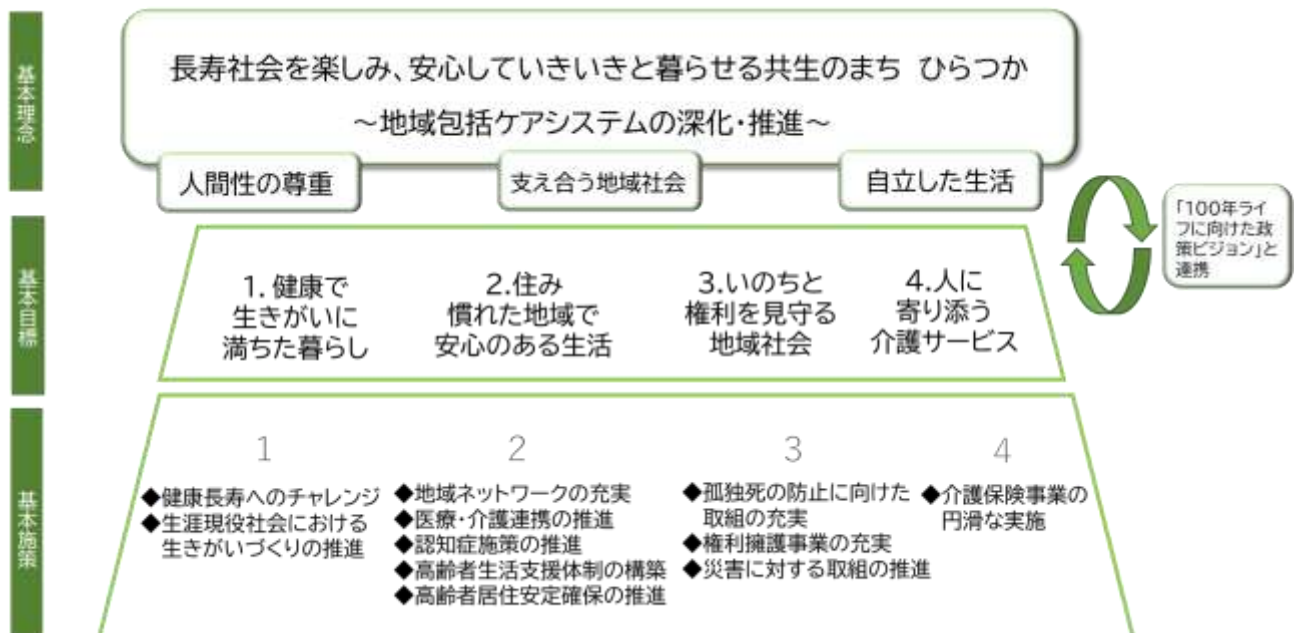 基本理念
長寿社会を楽しみ、安心していきいきと暮らせる共生のまち ひらつか
～地域包括ケアシステムの深化・推進～
人間性の尊重
支え合う地域社会
自立した生活
「100年ライ
フに向けた政
策ビジョン」と
連携
基本目標
1.健康で
生きがいに
満ちた暮らし
2.住み
慣れた地域で
安心のある生活
3.いのちと
権利を見守る
地域社会
4.人に
寄り添う
介護サービス
基本施策
1
◆健康長寿へのチャレンジ
◆生涯現役社会における
生きがいづくりの推進
2
◆地域ネットワークの充実
◆医療・介護連携の推進
◆認知症施策の推進
◆高齢者生活支援体制の構築
◆高齢者居住安定確保の推進
3
◆孤独死の防止に向けた
取組の充実
◆権利擁護事業の充実
◆災害に対する取組の推進
4
◆介護保険事業の
円滑な実施